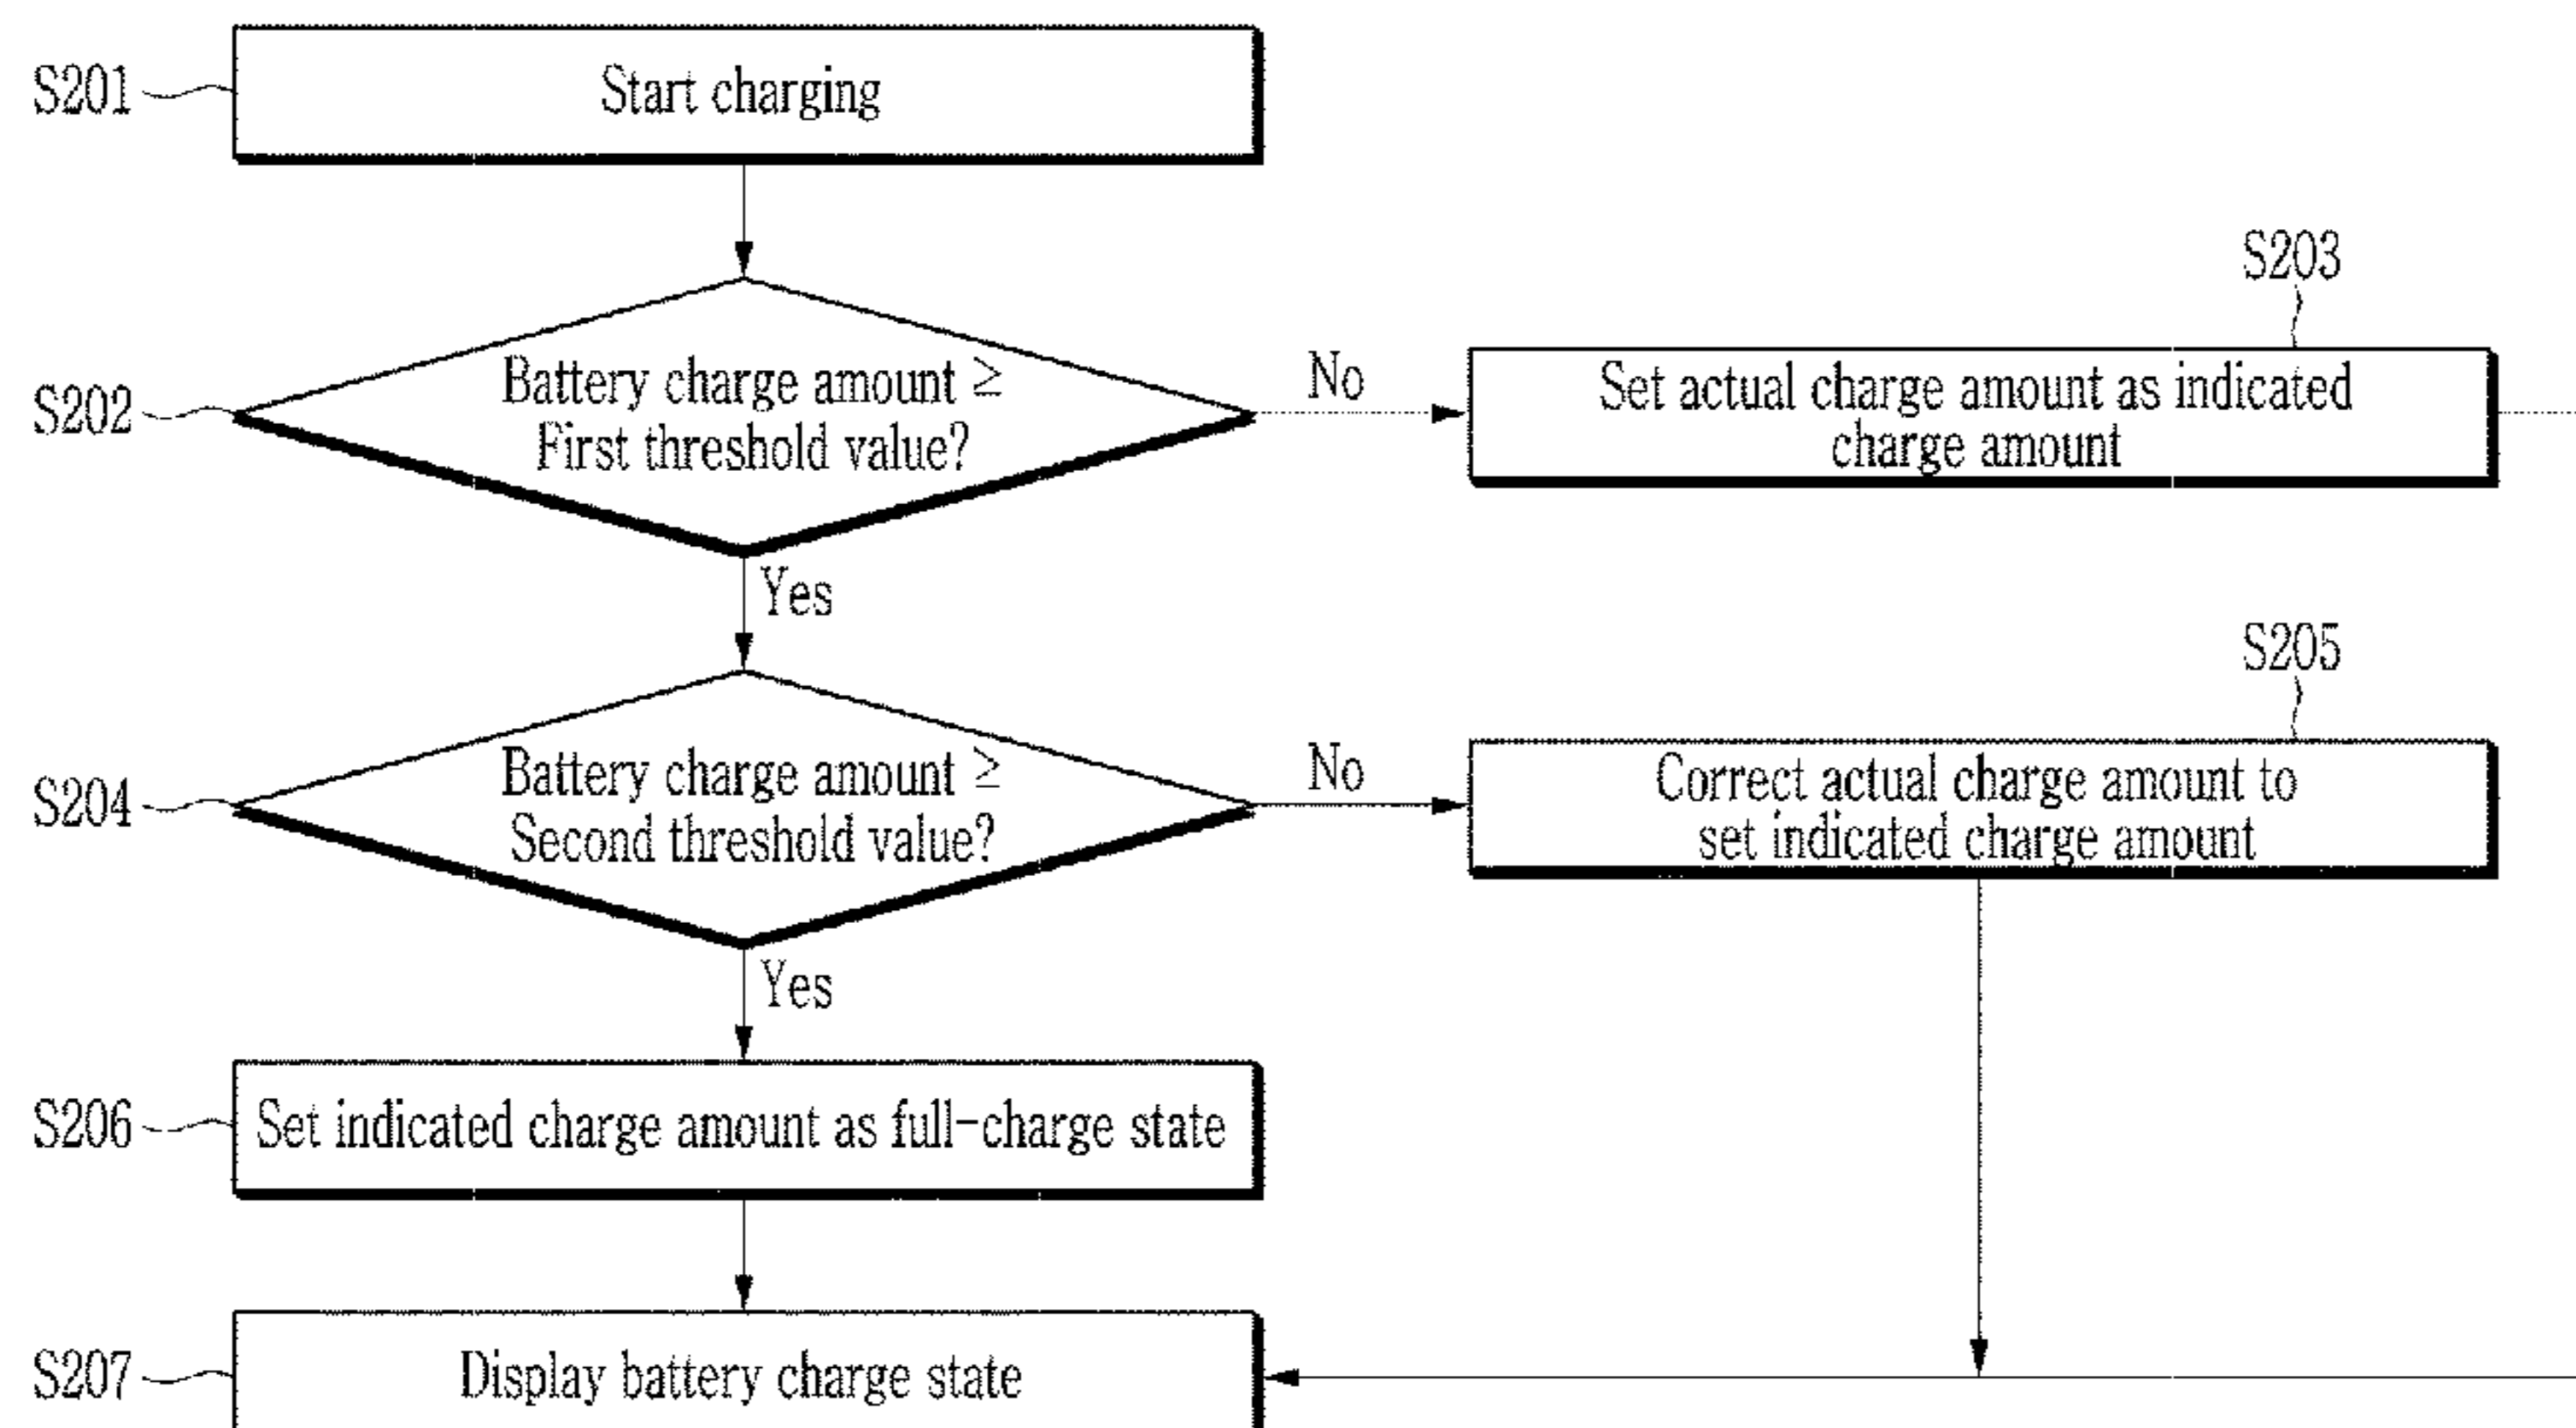 S201
Start charging
S202
Battery charge amount ≥
First threshold value?
No
S203
Set actual charge amount as indicated
charge amount
Yes
S204
Battery charge amount ≥
Second threshold value?
No
S205
Correct actual charge amount to
set indicated charge amount
Yes
S206
Set indicated charge amount as full-charge state
S207
Display battery charge state